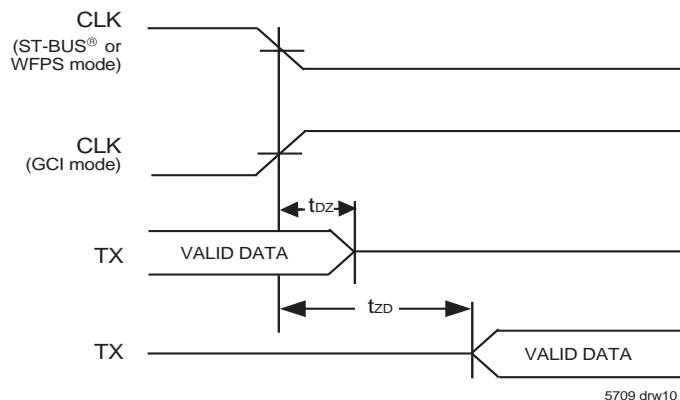 CLK
(ST-BUS® or
WFPS mode)
CLK
(GCI mode)
tDZ
TX
VALID DATA
tZD
TX
VALID DATA
5709 drw10